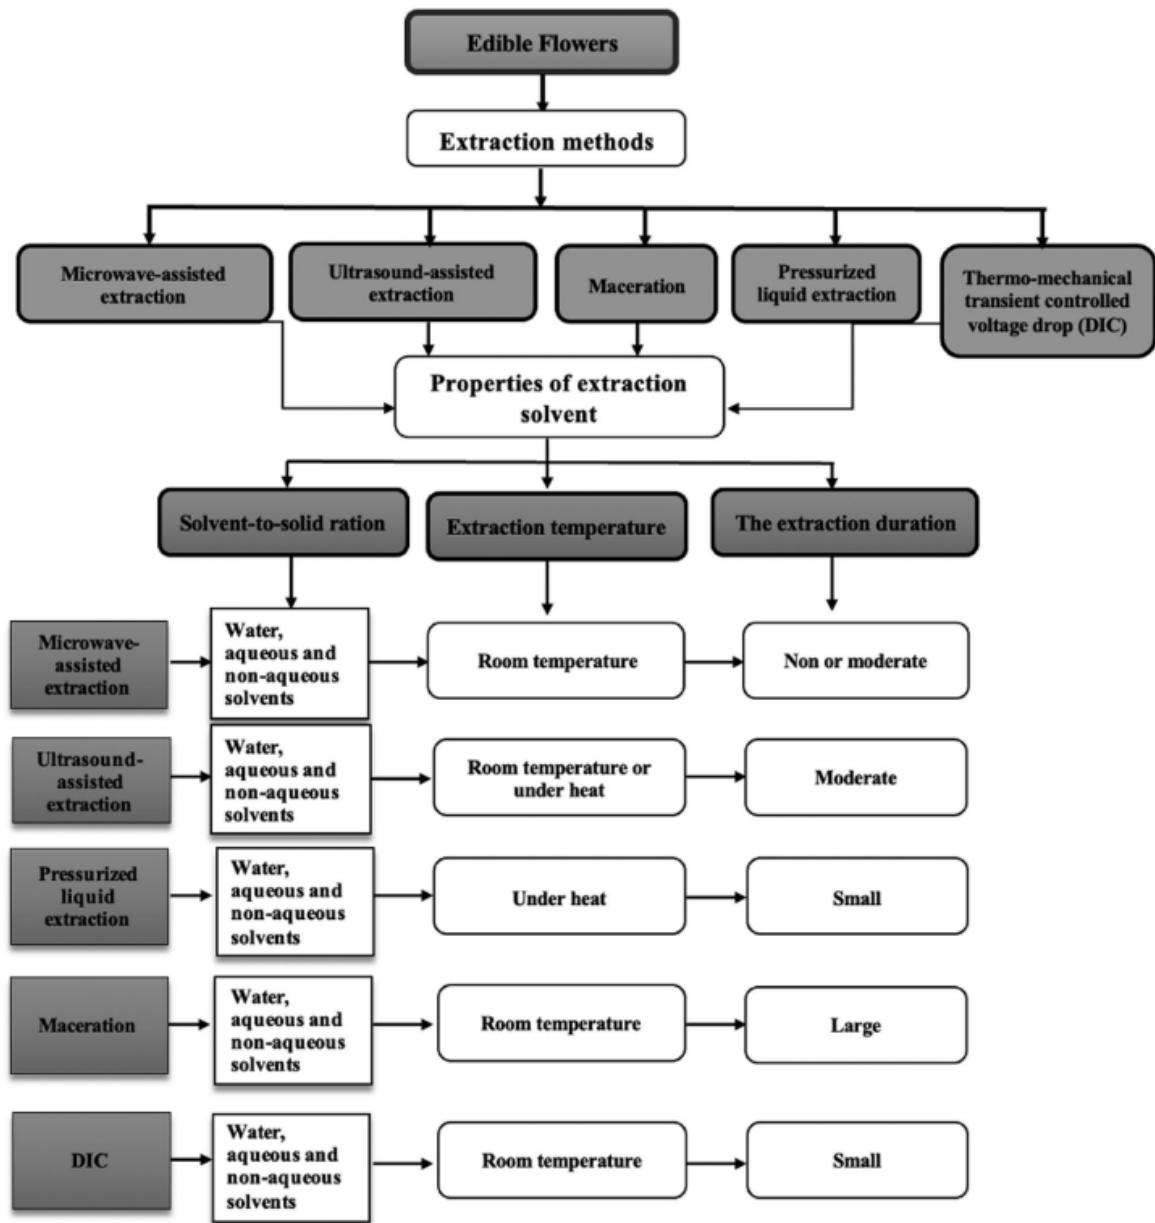 Edible Flowers
Extraction methods
Microwave-assisted
extraction
Ultrasound-assisted
extraction
Maceration
Pressurized
liquid extraction
Thermo-mechanical
transient controlled
voltage drop (DIC)
Properties of extraction
solvent
Solvent-to-solid ration
Extraction temperature
The extraction duration
Microwave-
assisted
extraction
Water,
aqueous and
non-aqueous
solvents
Room temperature
Non or moderate
Ultrasound-
assisted
extraction
Water,
aqueous and
non-aqueous
solvents
Room temperature or
under heat
Moderate
Pressurized
liquid
extraction
Water,
aqueous and
non-aqueous
solvents
Under heat
Small
Maceration
Water,
aqueous and
non-aqueous
solvents
Room temperature
Large
DIC
Water,
aqueous and
non-aqueous
solvents
Room temperature
Small